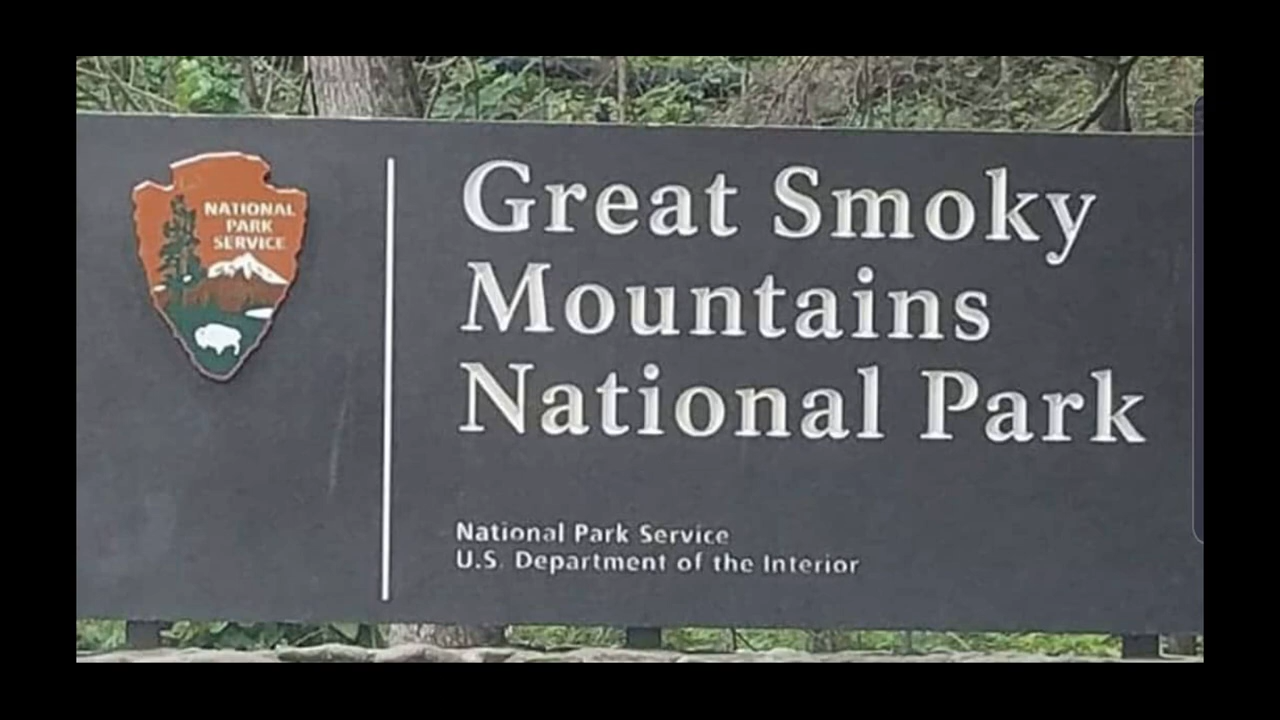 NATIONAL
PARK
SERVICE
Great Smoky
Mountains
National Park
National Park Service
U.S. Department of the Interior